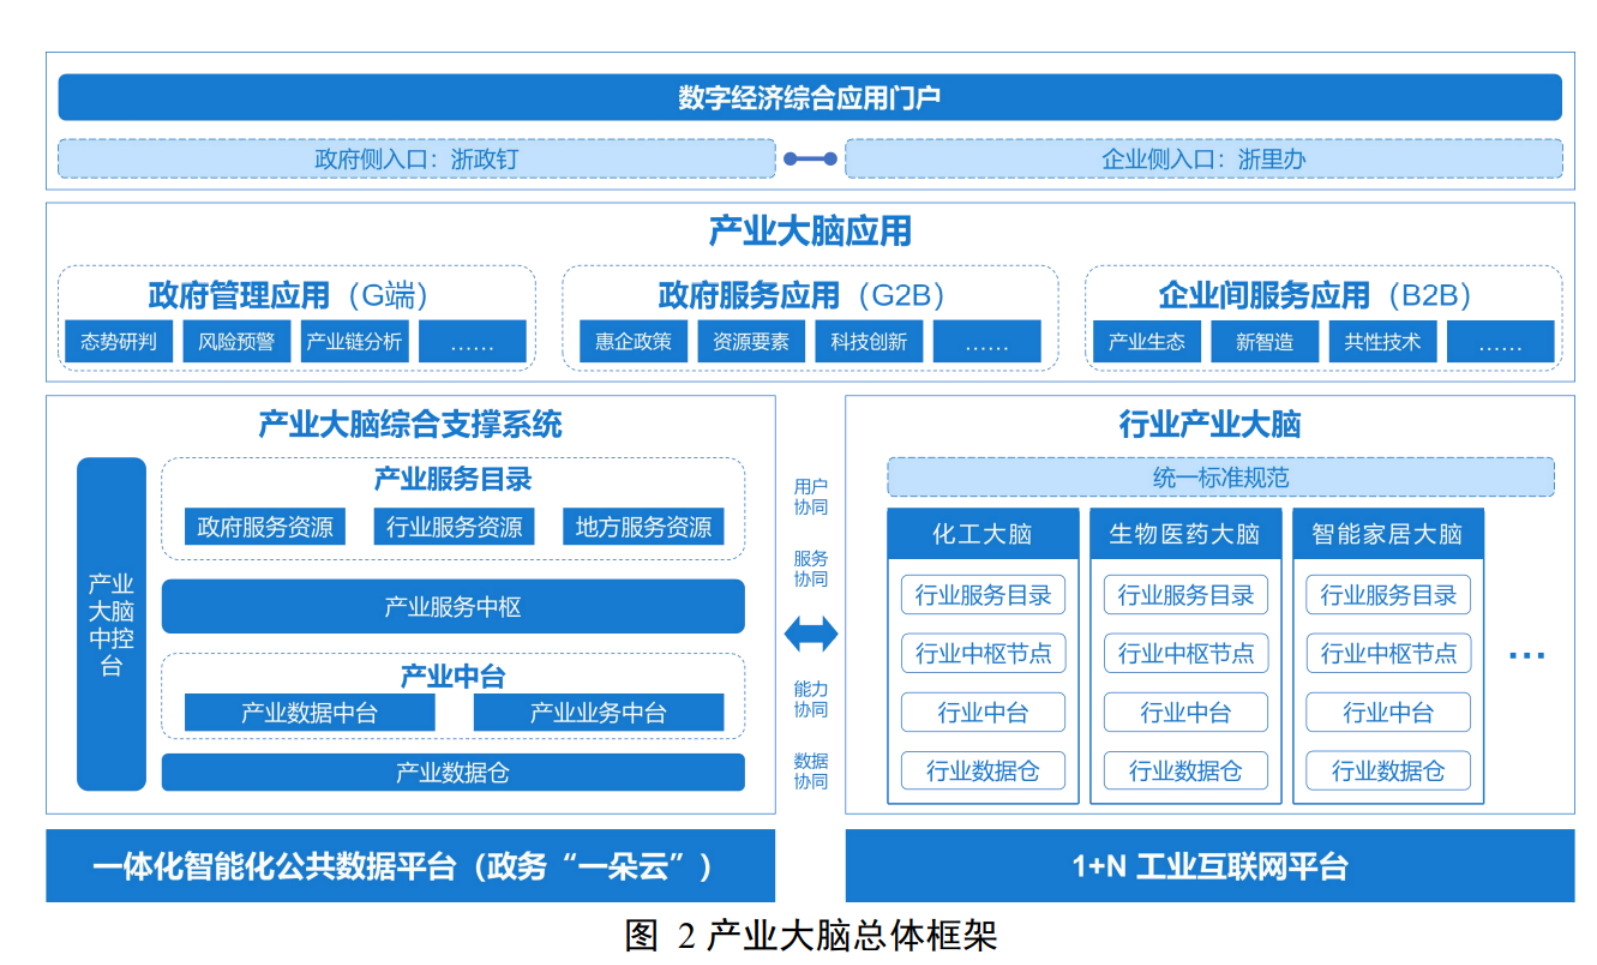 数字经济综合应用门户
政府侧入口：浙政钉
企业侧入口：浙里办
产业大脑应用
政府管理应用（G端）
态势研判
风险预警
产业链分析
……
政府服务应用（G2B）
惠企政策
资源要素
科技创新
……
企业间服务应用（B2B）
产业生态
新智造
共性技术
……
产业大脑综合支撑系统
产业
大脑
中控
台
产业服务目录
政府服务资源
行业服务资源
地方服务资源
产业服务中枢
产业中台
产业数据中台
产业业务中台
产业数据仓
用户
协同
服务
协同
能力
协同
数据
协同
行业产业大脑
统一标准规范
化工大脑
行业服务目录
行业中枢节点
行业中台
行业数据仓
生物医药大脑
行业服务目录
行业中枢节点
行业中台
行业数据仓
智能家居大脑
行业服务目录
行业中枢节点
行业中台
行业数据仓
…
一体化智能化公共数据平台（政务“一朵云”）
1+N 工业互联网平台
图 2 产业大脑总体框架